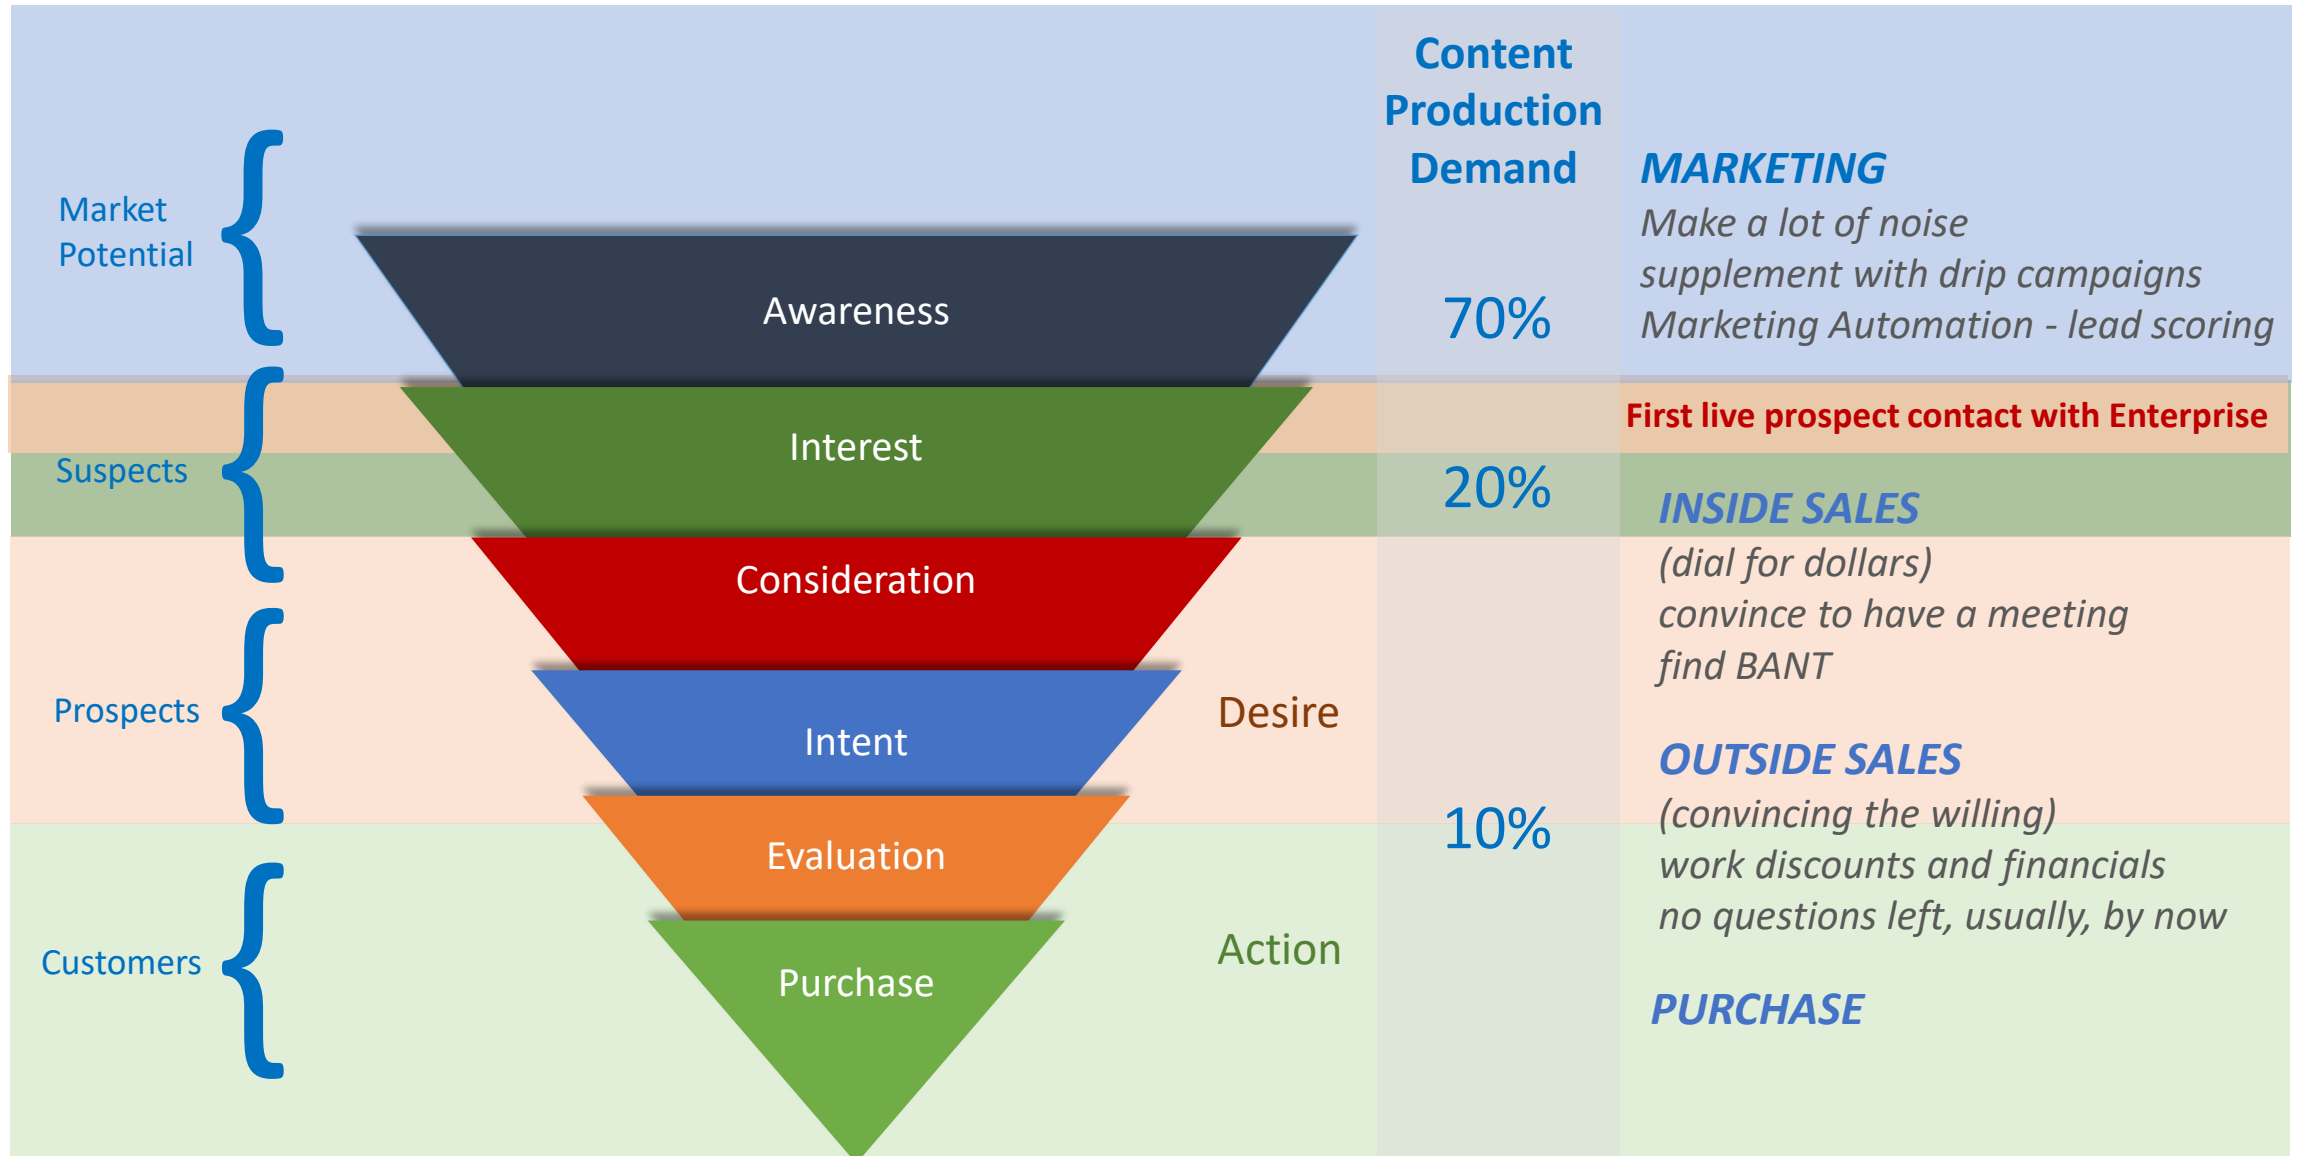 Content
Production
Demand
Market
Potential
Suspects
Prospects
Customers
Awareness
Interest
Consideration
Intent
Evaluation
Purchase
Desire
Action
70%
20%
10%
MARKETING
Make a lot of noise
supplement with drip campaigns
Marketing Automation - lead scoring
First live prospect contact with Enterprise
INSIDE SALES
(dial for dollars)
convince to have a meeting
find BANT
OUTSIDE SALES
(convincing the willing)
work discounts and financials
no questions left, usually, by now
PURCHASE